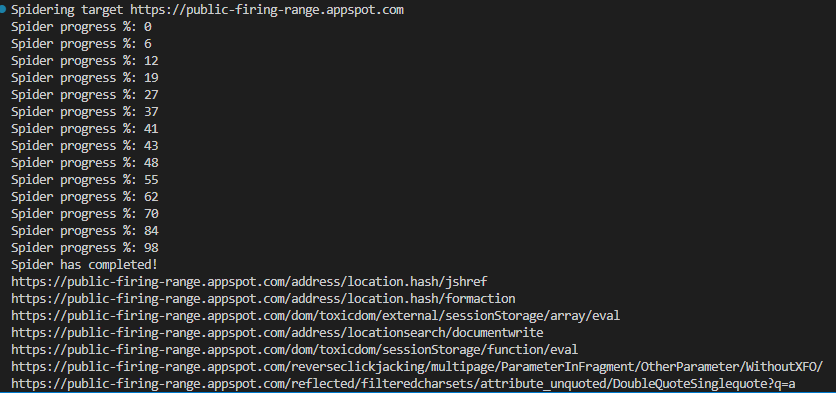 Spidering target https://public-firing-range.appspot.com
Spider progress %: 0
Spider progress %: 6
Spider progress %: 12
Spider progress %: 19
Spider progress %: 27
Spider progress %: 37
Spider progress %: 41
Spider progress %: 43
Spider progress %: 48
Spider progress %: 55
Spider progress %: 62
Spider progress %: 70
Spider progress %: 84
Spider progress %: 98
Spider has completed!
https://public-firing-range.appspot.com/address/location.hash/jshref
https://public-firing-range.appspot.com/address/location.hash/formaction
https://public-firing-range.appspot.com/dom/toxicdom/external/sessionStorage/array/eval
https://public-firing-range.appspot.com/address/locationsearch/documentwrite
https://public-firing-range.appspot.com/dom/toxicdom/sessionStorage/function/eval
https://public-firing-range.appspot.com/reverseclickjacking/multipage/ParameterInFragment/OtherParameter/WithoutXFO/
https://public-firing-range.appspot.com/reflected/filteredcharsets/attribute_unquoted/DoubleQuoteSinglequote?q=a